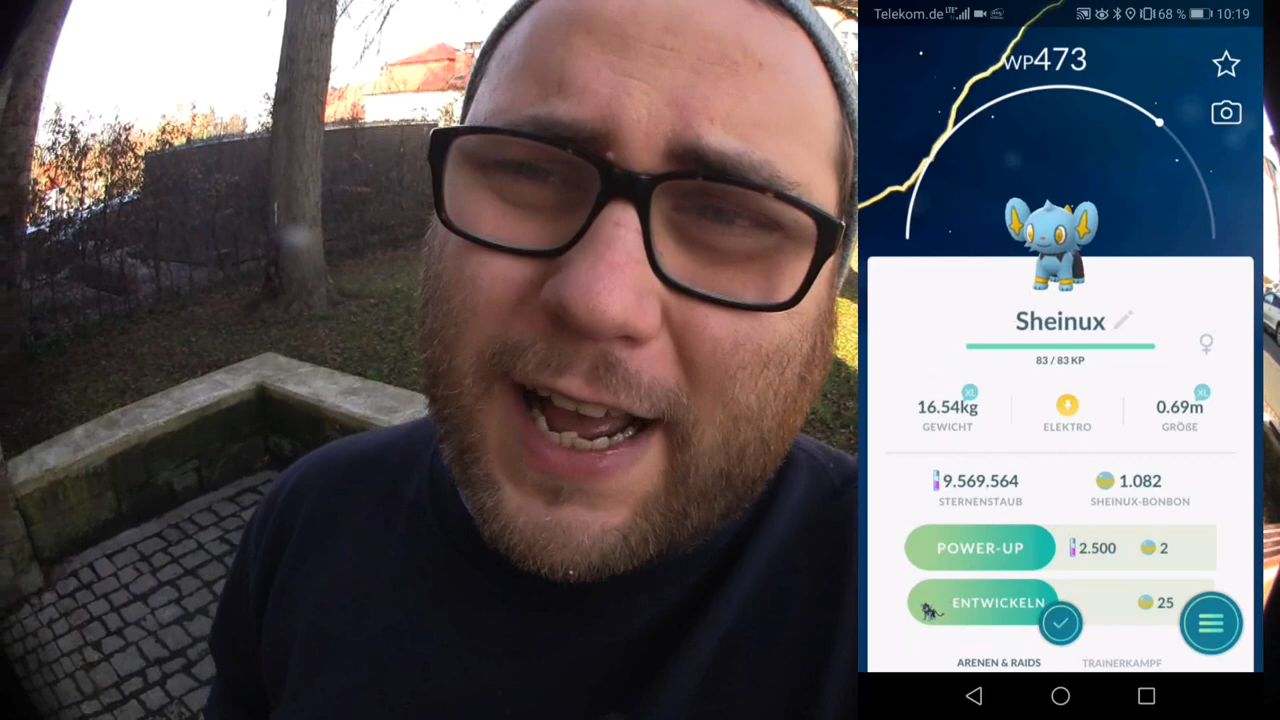 Telekom.de LTE 68 % 10:19
WP473
Sheinux
83 / 83 KP
XL XL
16.54kg 0.69m
GEWICHT ELEKTRO GRÖßE
9.569.564 1.082
STERNENSTAUB SHEINUX-BONBON
POWER-UP 2.500 2
ENTWICKELN 25
ARENEN & RAIDS TRAINERKAMPF